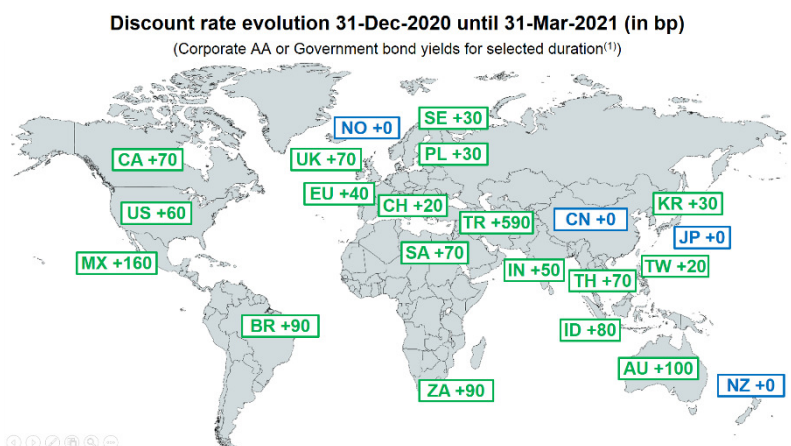 Discount rate evolution 31-Dec-2020 until 31-Mar-2021 (in bp)
(Corporate AA or Government bond yields for selected duration(1))
NO +0
SE +30
CA +70
UK +70
PL +30
EU +40
CH +20
KR +30
US +60
TR +590
CN +0
JP +0
MX +160
SA +70
IN +50
TH +70
TW +20
BR +90
ID +80
AU +100
ZA +90
NZ +0